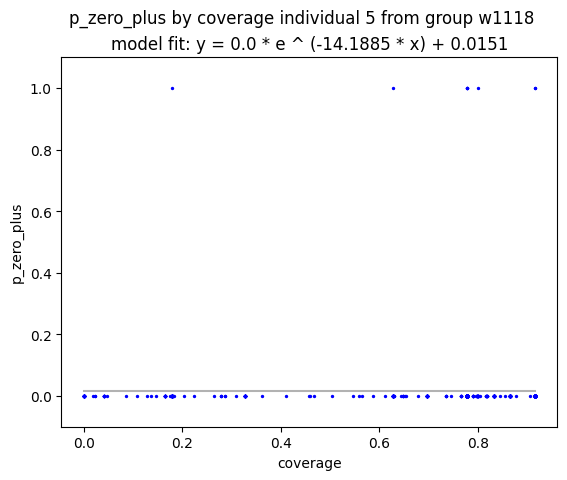 p_zero_plus by coverage individual 5 from group w1118
model fit: y = 0.0 * e ^ (-14.1885 * x) + 0.0151
1.0
0.8
0.6
0.4
0.2
0.0
p_zero_plus
0.0 0.2 0.4 0.6 0.8
coverage